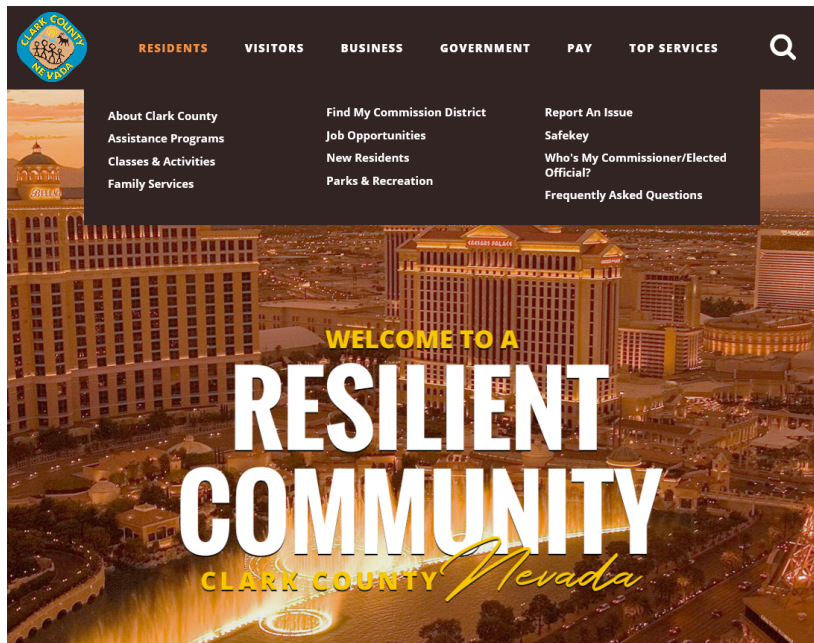 CLARK COUNTY
NEVADA
RESIDENTS
VISITORS
BUSINESS
GOVERNMENT
PAY
TOP SERVICES
About Clark County
Assistance Programs
Classes & Activities
Family Services
Find My Commission District
Job Opportunities
New Residents
Parks & Recreation
Report An Issue
Safekey
Who's My Commissioner/Elected
Official?
Frequently Asked Questions
CAESARS PALACE
WELCOME TO A
RESILIENT
COMMUNITY
CLARK COUNTY Nevada